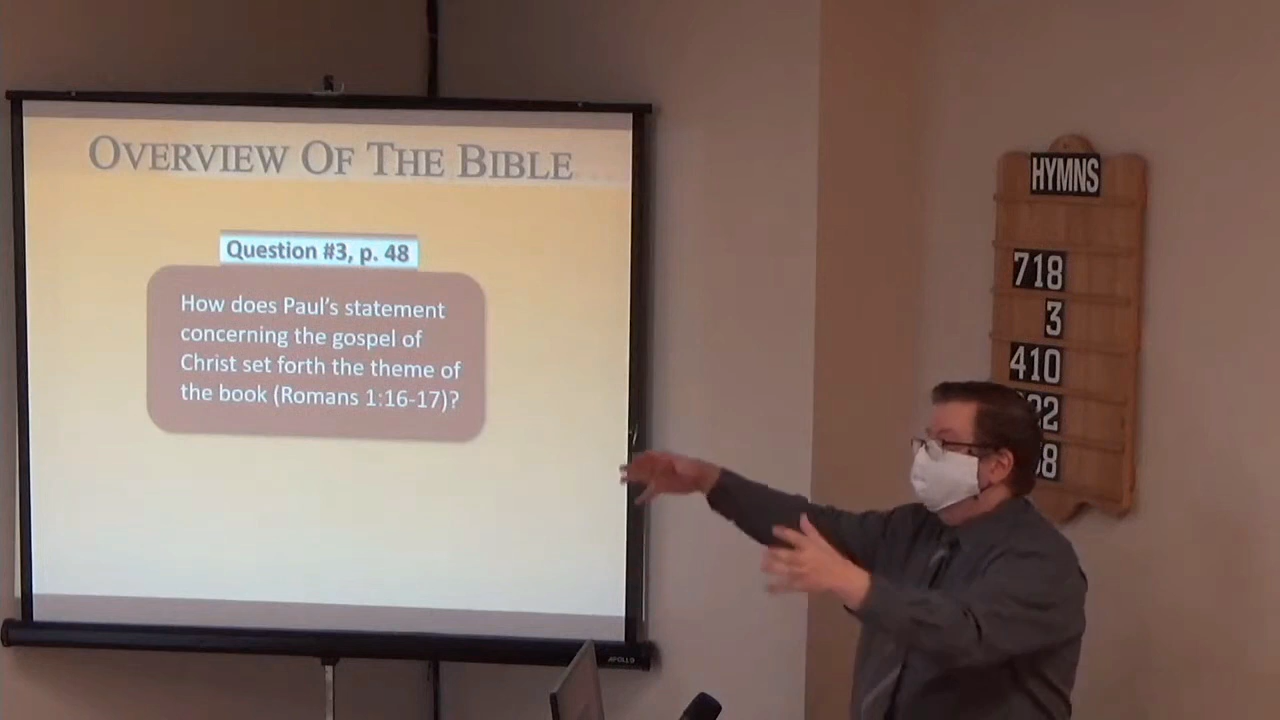 OVERVIEW OF THE BIBLE
Question #3, p. 48
How does Paul's statement
concerning the gospel of
Christ set forth the theme of
the book (Romans 1:16-17)?
HYMNS
718
3
410
APOLLO